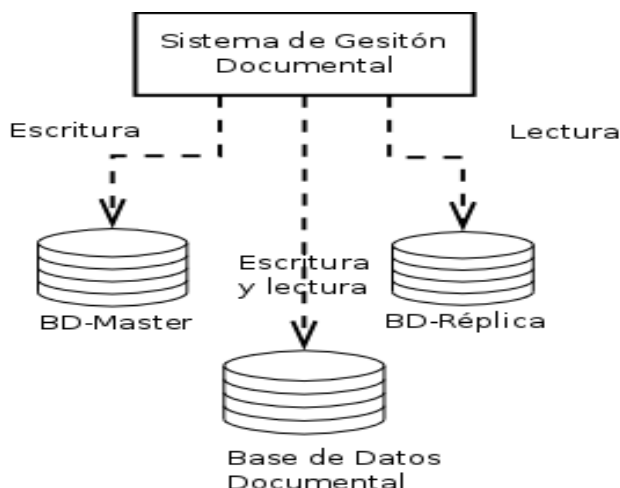 Sistema de Gesitón
Documental
Escritura
Lectura
Escritura
y lectura
BD-Master
BD-Réplica
Base de Datos
Documental